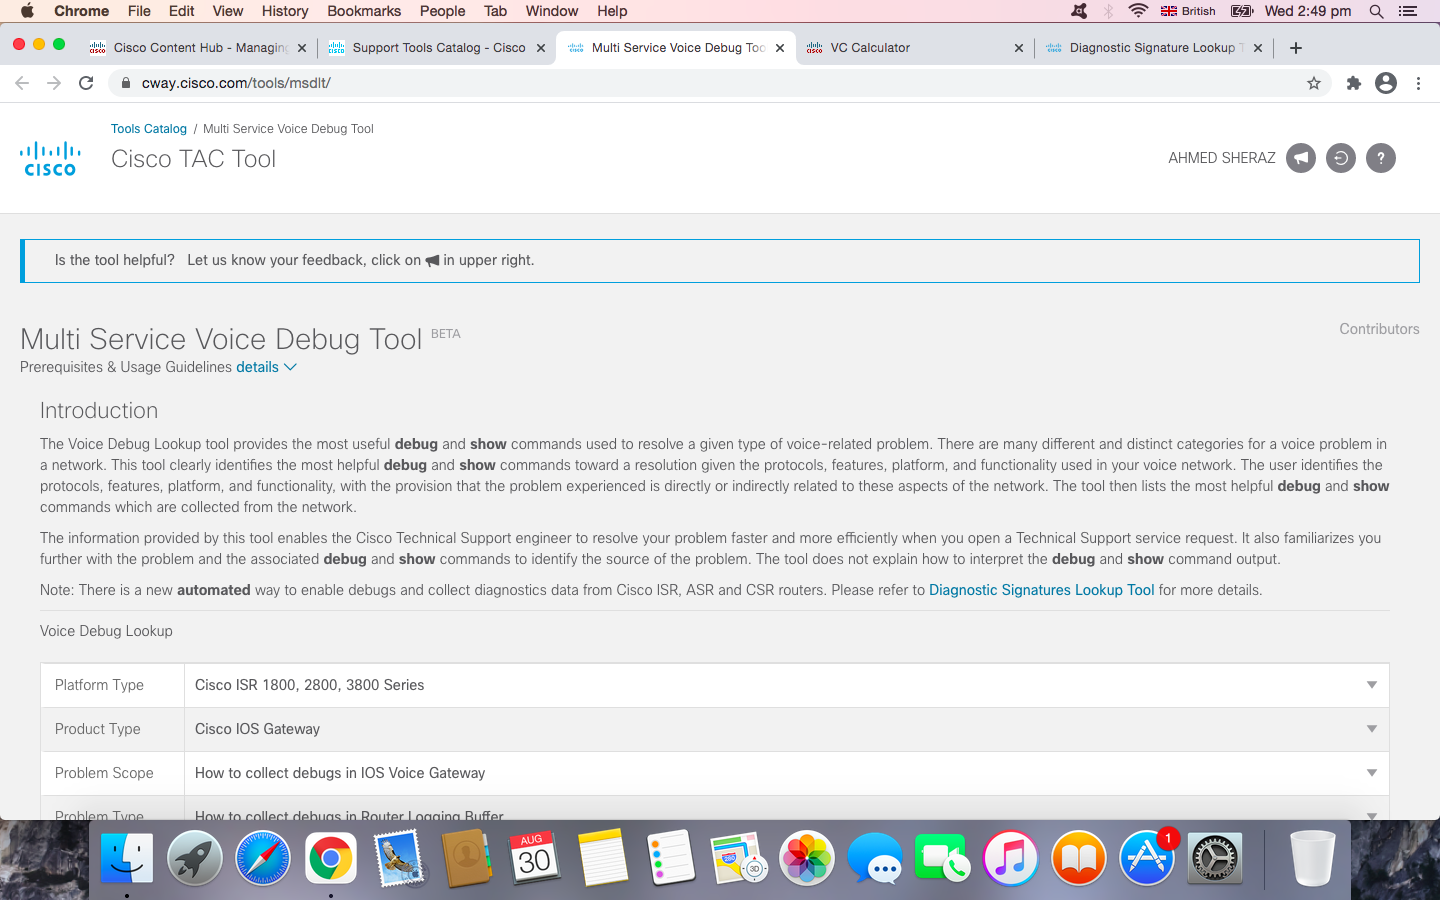 Chrome File Edit View History Bookmarks People Tab Window Help British Wed 2:49 pm
Cisco Content Hub - Managing
Support Tools Catalog - Cisco
Multi Service Voice Debug Too
VC Calculator
Diagnostic Signature Lookup T
cway.cisco.com/tools/msdlt/
Tools Catalog / Multi Service Voice Debug Tool
CISCO
Cisco TAC Tool
AHMED SHERAZ
?
Is the tool helpful? Let us know your feedback, click on in upper right.
Multi Service Voice Debug Tool BETA
Contributors
Prerequisites & Usage Guidelines details
Introduction
The Voice Debug Lookup tool provides the most useful debug and show commands used to resolve a given type of voice-related problem. There are many different and distinct categories for a voice problem in
a network. This tool clearly identifies the most helpful debug and show commands toward a resolution given the protocols, features, platform, and functionality used in your voice network. The user identifies the
protocols, features, platform, and functionality, with the provision that the problem experienced is directly or indirectly related to these aspects of the network. The tool then lists the most helpful debug and show
commands which are collected from the network.
The information provided by this tool enables the Cisco Technical Support engineer to resolve your problem faster and more efficiently when you open a Technical Support service request. It also familiarizes you
further with the problem and the associated debug and show commands to identify the source of the problem. The tool does not explain how to interpret the debug and show command output.
Note: There is a new automated way to enable debugs and collect diagnostics data from Cisco ISR, ASR and CSR routers. Please refer to Diagnostic Signatures Lookup Tool for more details.
Voice Debug Lookup
Platform Type Cisco ISR 1800, 2800, 3800 Series
Product Type Cisco IOS Gateway
Problem Scope How to collect debugs in IOS Voice Gateway
Problem Type How to collect debugs in Router Logging Buffer
AUG
30
280
3D
1